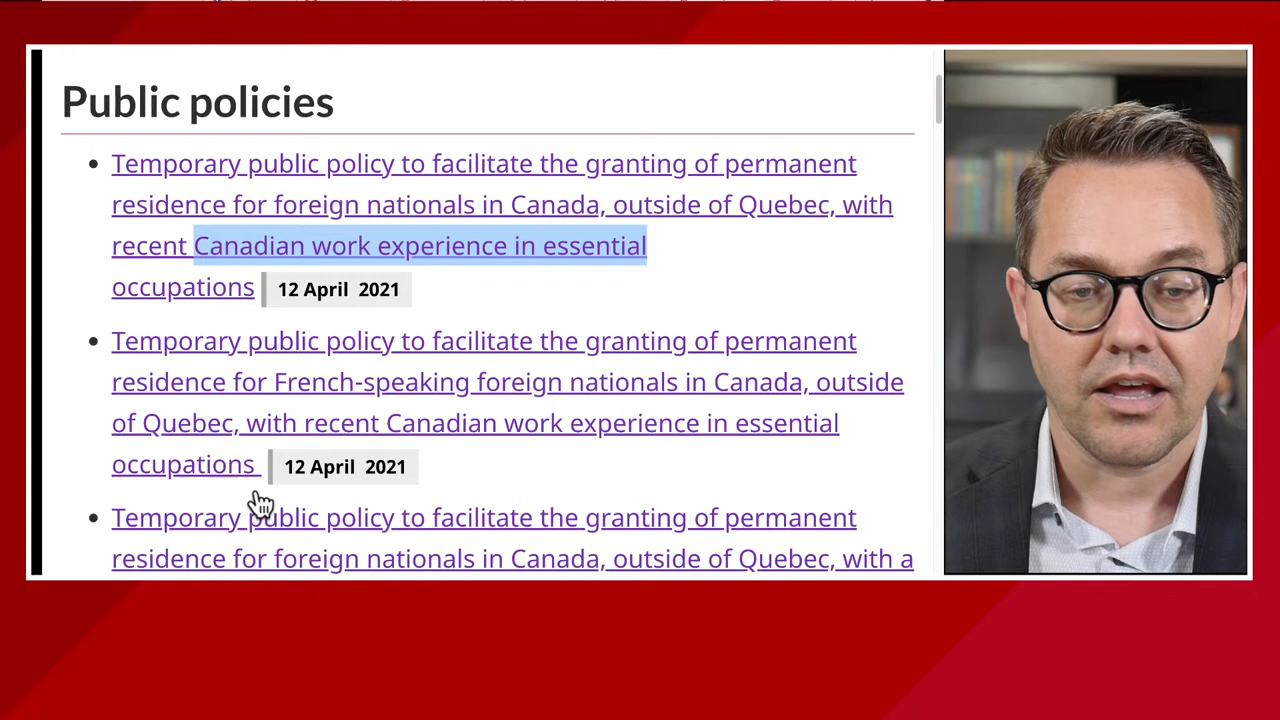 Public policies
Temporary public policy to facilitate the granting of permanent
residence for foreign nationals in Canada, outside of Quebec, with
recent Canadian work experience in essential
occupations 12 April 2021
Temporary public policy to facilitate the granting of permanent
residence for French-speaking foreign nationals in Canada, outside
of Quebec, with recent Canadian work experience in essential
occupations 12 April 2021
Temporary public policy to facilitate the granting of permanent
residence for foreign nationals in Canada, outside of Quebec, with a